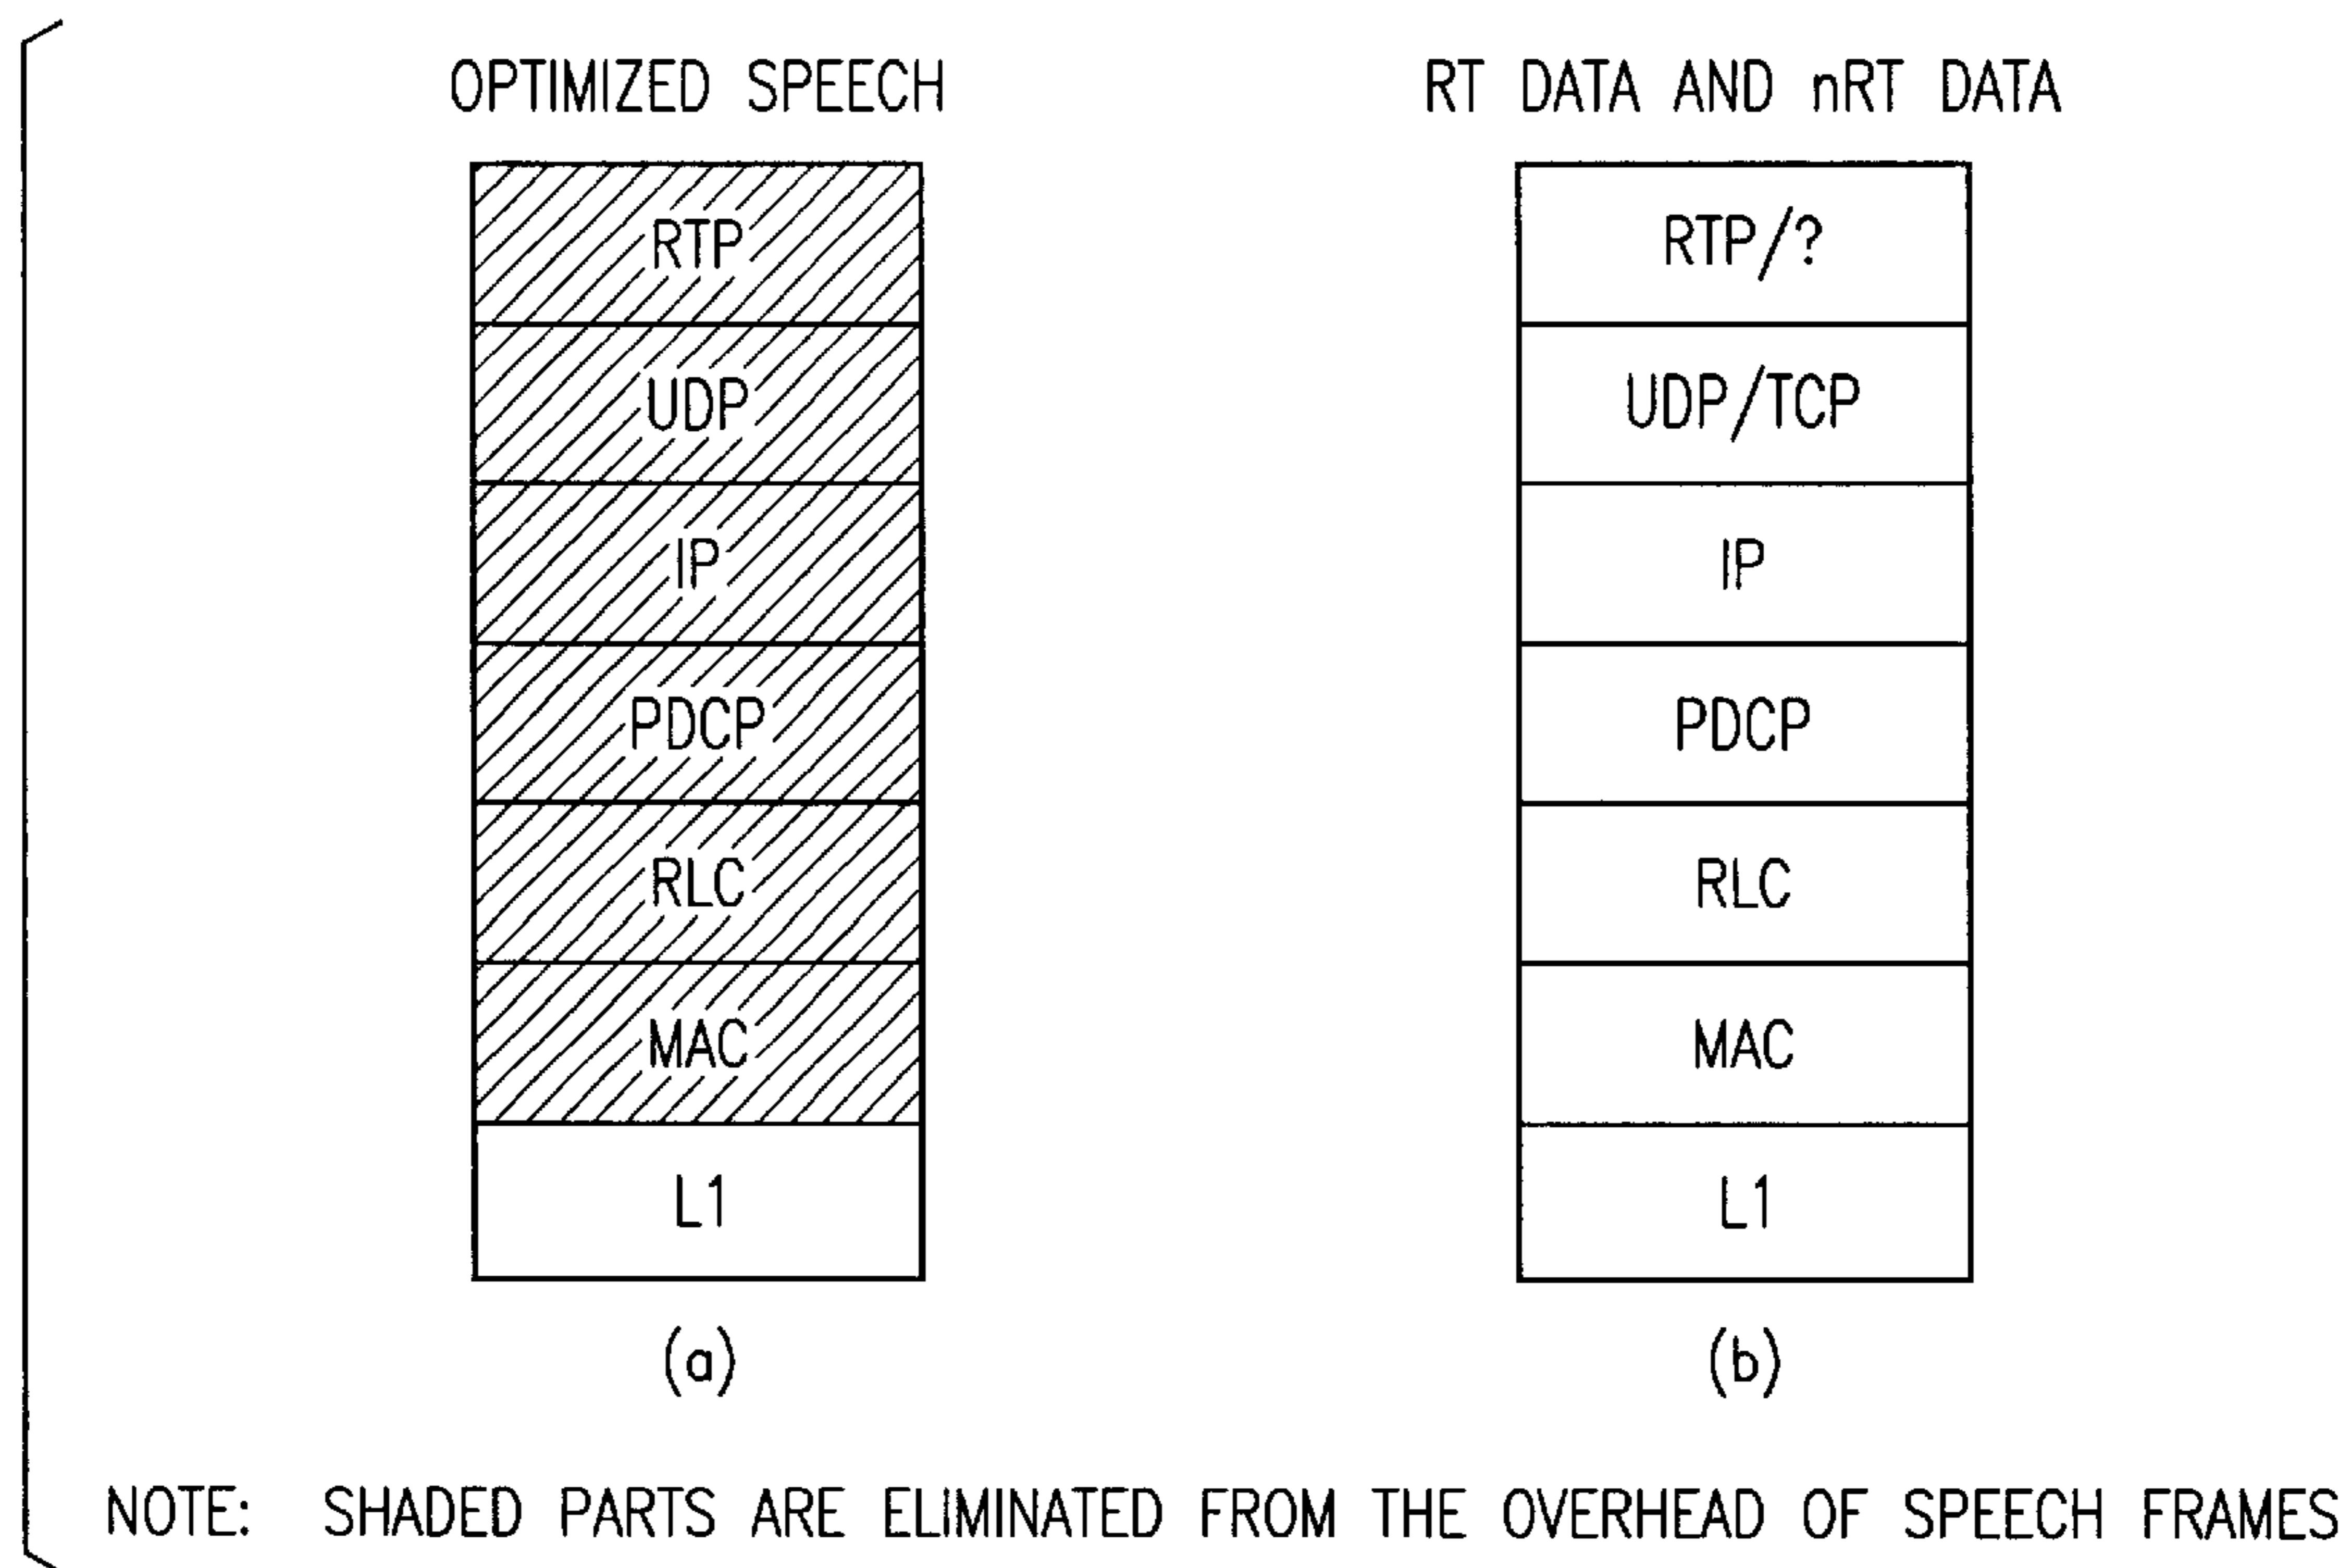 OPTIMIZED SPEECH
RTP
UDP
IP
PDCP
RLC
MAC
L1
(a)
RT DATA AND nRT DATA
RTP/?
UDP/TCP
IP
PDCP
RLC
MAC
L1
(b)
NOTE: SHADED PARTS ARE ELIMINATED FROM THE OVERHEAD OF SPEECH FRAMES